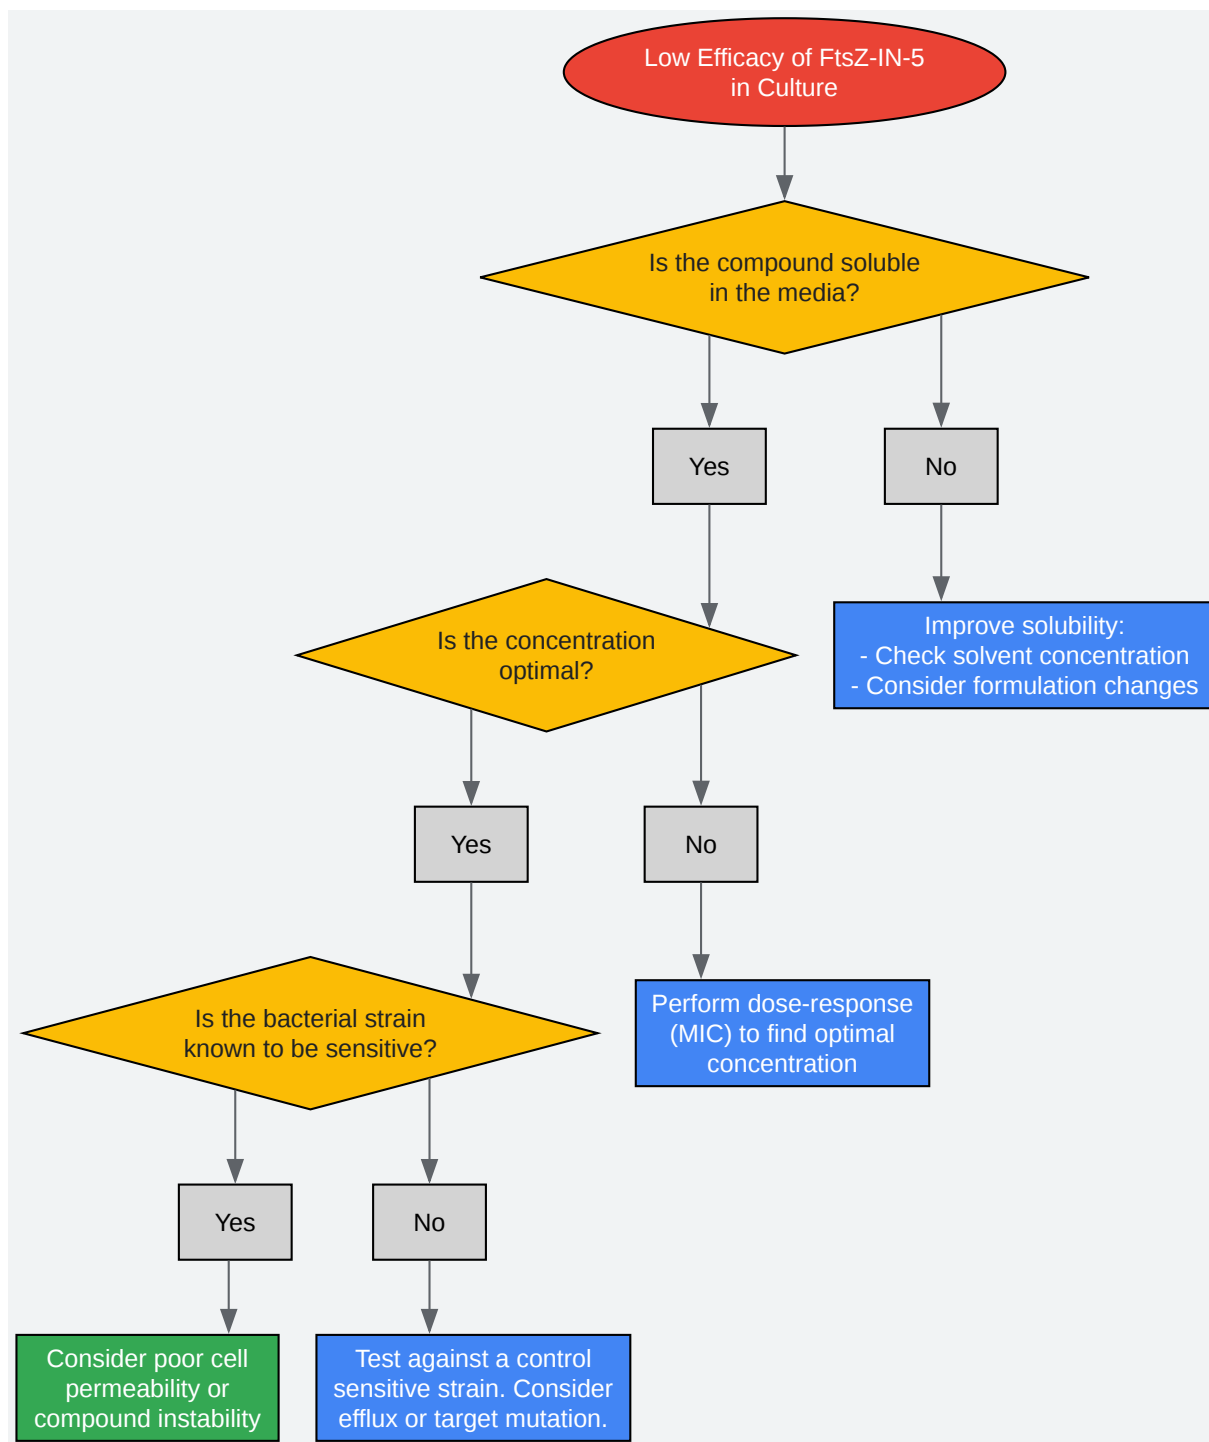 Low Efficacy of FtsZ-IN-5
in Culture
Is the compound soluble
in the media?
Yes
No
Is the concentration
optimal?
Improve solubility:
- Check solvent concentration
- Consider formulation changes
Yes
No
Is the bacterial strain
known to be sensitive?
Perform dose-response
(MIC) to find optimal
concentration
Yes
No
Consider poor cell
permeability or
compound instability
Test against a control
sensitive strain. Consider
efflux or target mutation.